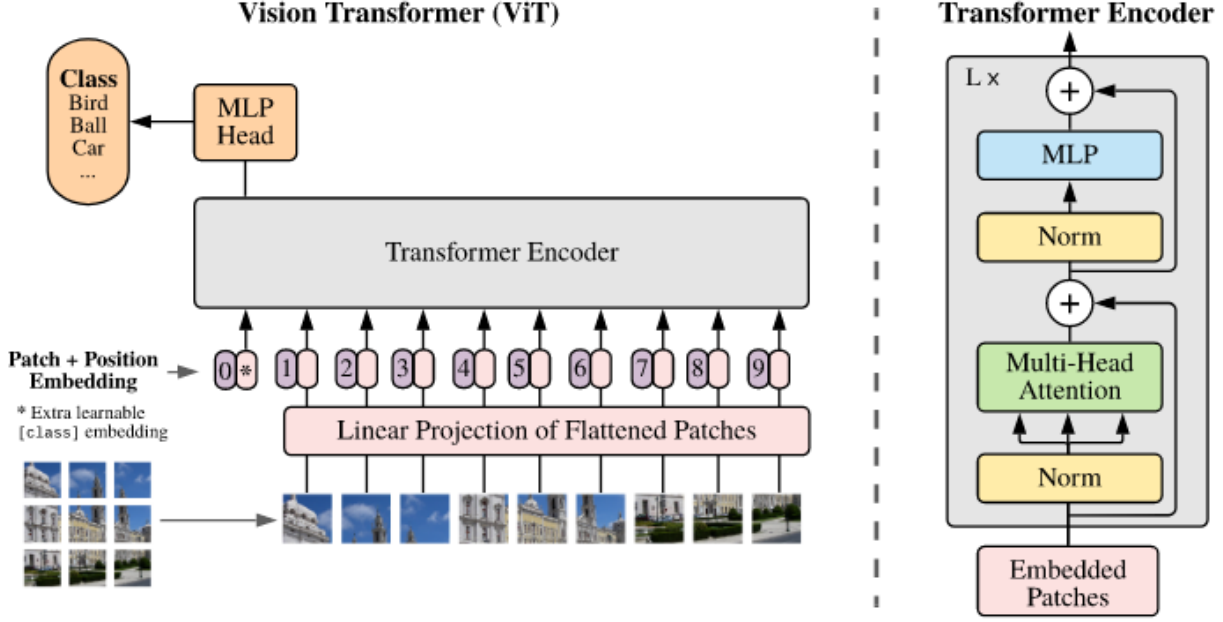 Vision Transformer (ViT)
Class
Bird
Ball
Car
...
MLP
Head
Transformer Encoder
Patch + Position
Embedding
* Extra learnable
[class] embedding
0 * 1 2 3 4 5 6 7 8 9
Linear Projection of Flattened Patches
Transformer Encoder
L x
+
MLP
Norm
+
Multi-Head
Attention
Norm
Embedded
Patches